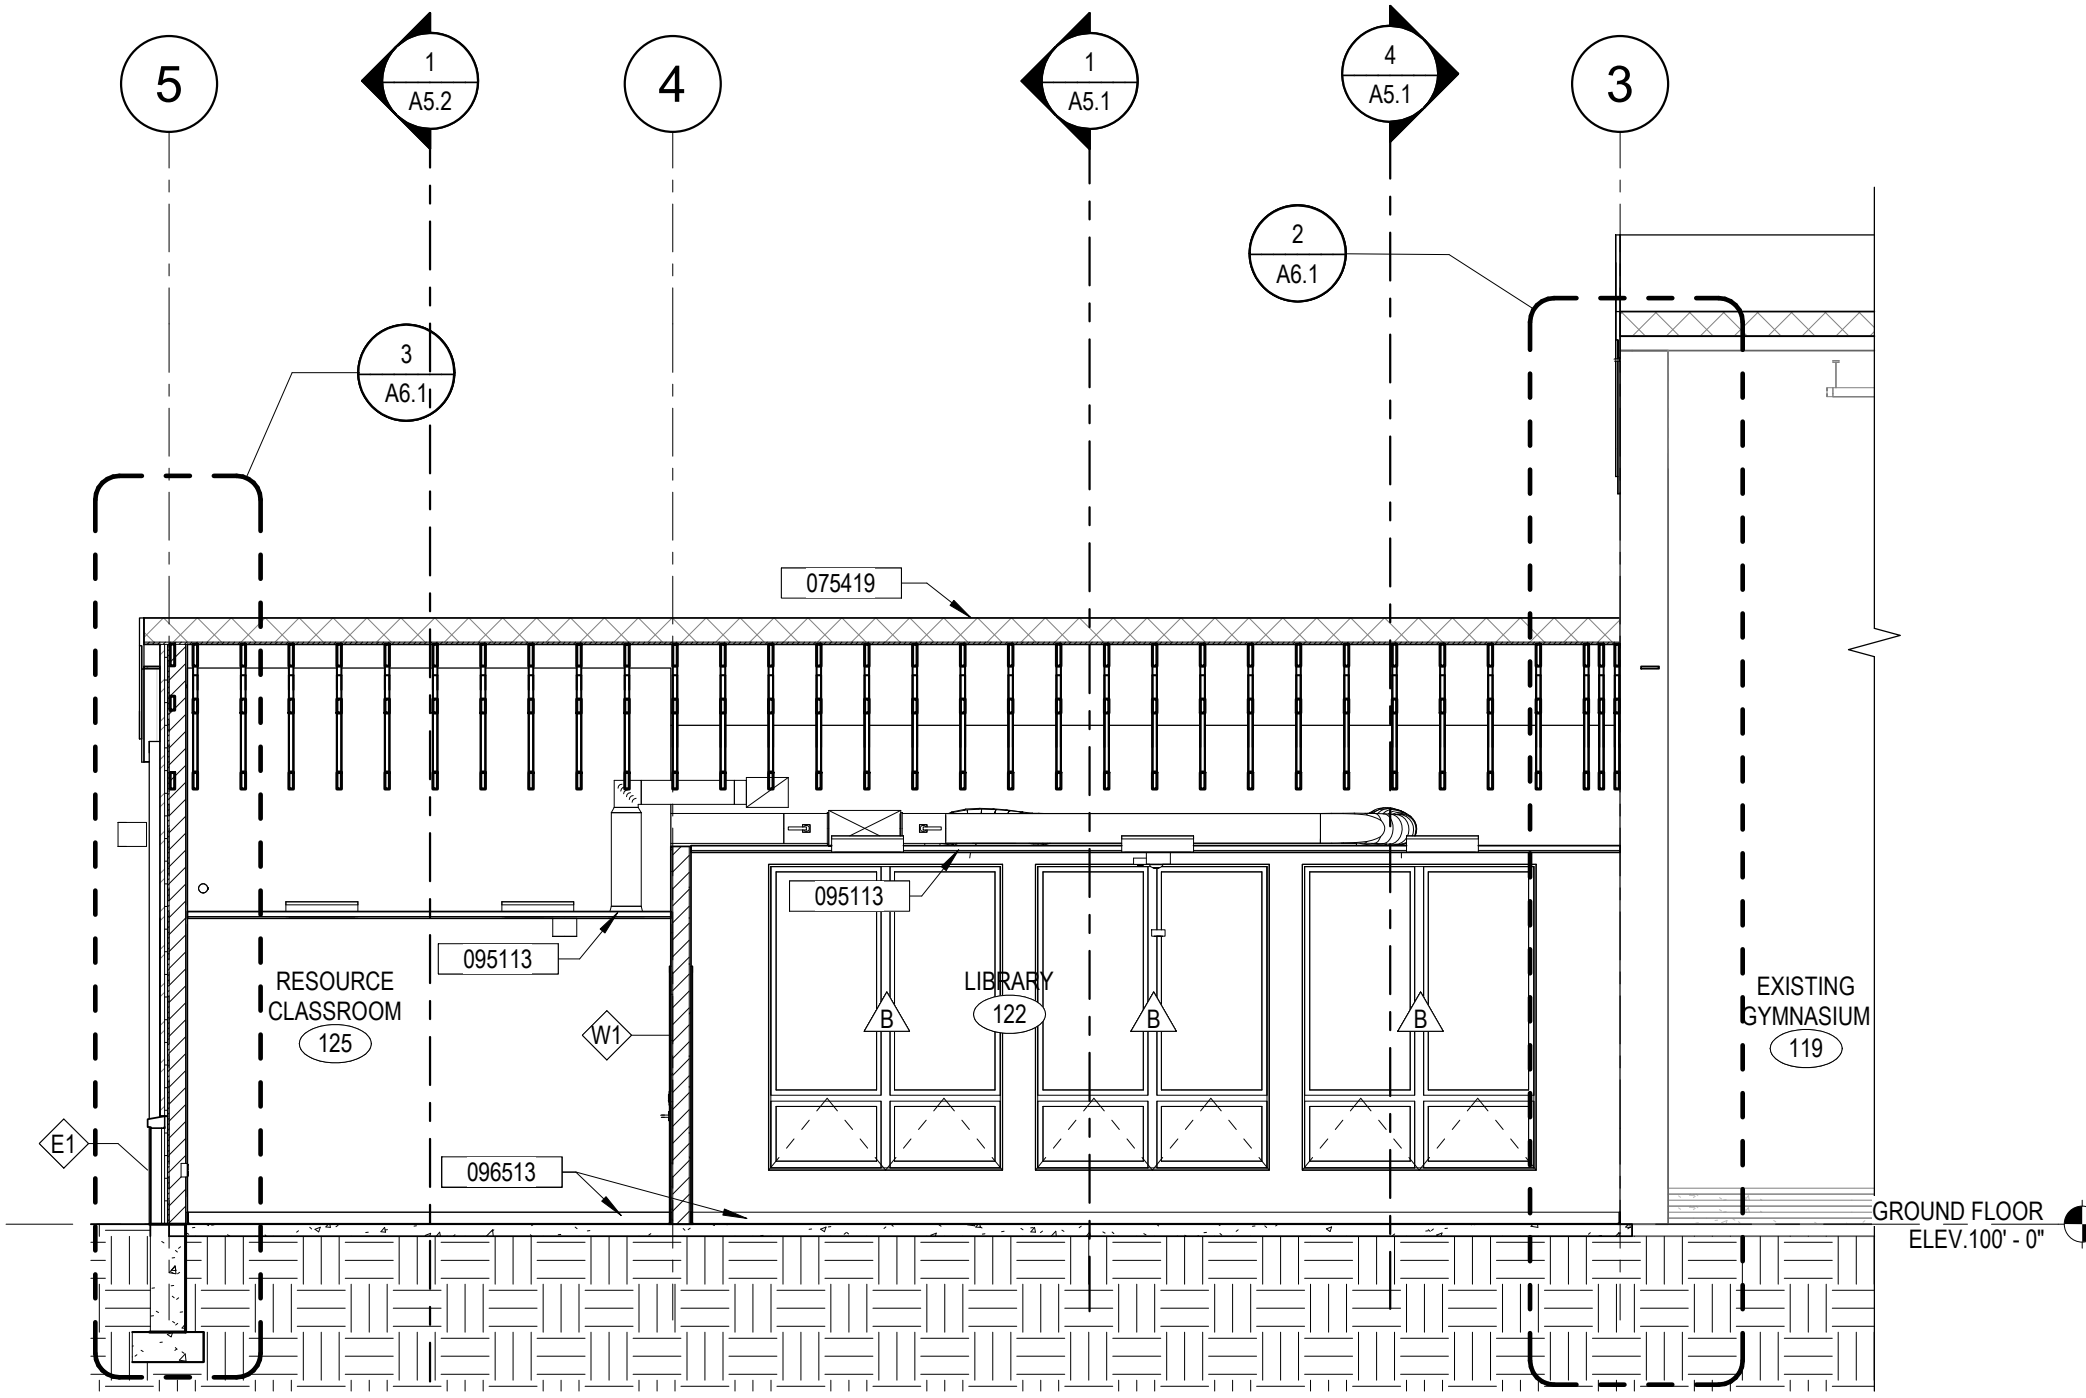 5
1
A5.2
4
1
A5.1
4
A5.1
3
2
A6.1
3
A6.1
075419
095113
095113
RESOURCE
CLASSROOM
125
LIBRARY
122
EXISTING
GYMNASIUM
119
W1
B
B
B
E1
096513
GROUND FLOOR
ELEV.100' - 0"